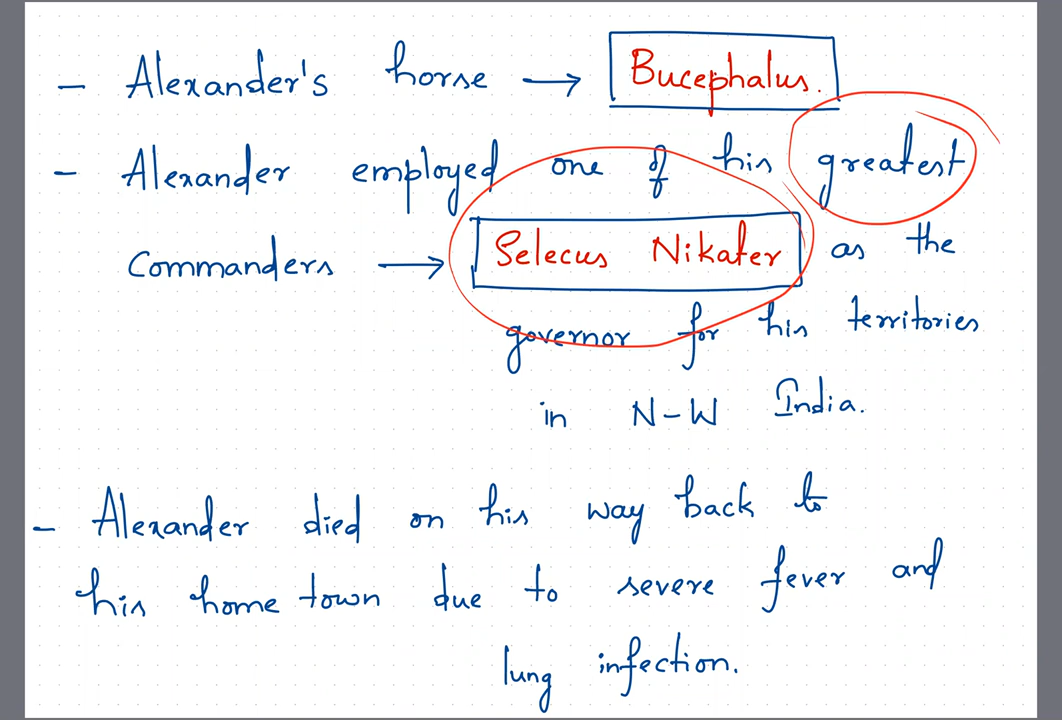 - Alexander's horse → Bucephalus.
- Alexander employed one of his greatest
Commanders → Selecus Nikater as the
governor for his territories
in N-W India.
- Alexander died on his way back to
his home town due to severe fever and
lung infection.